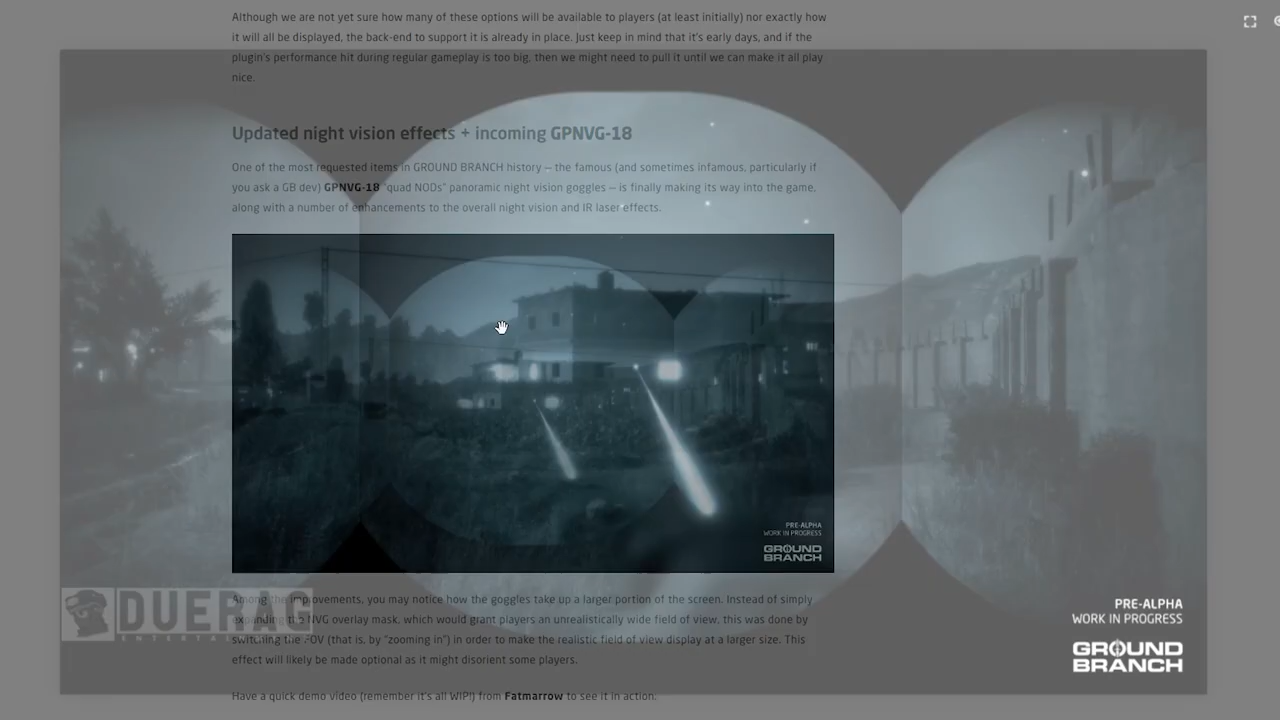 Although we are not yet sure how many of these options will be available to players (at least initially) nor exactly how
it will all be displayed, the back-end to support it is already in place. Just keep in mind that it's early days, and if the
plugin's performance hit during regular gameplay is too big, then we might need to pull it until we can make it all play
nice.
Updated night vision effects + incoming GPNVG-18
One of the most requested items in GROUND BRANCH history – the famous (and sometimes infamous, particularly if
you ask a GB dev) GPNVG-18 "quad NODs" panoramic night vision goggles – is finally making its way into the game,
along with a number of enhancements to the overall night vision and IR laser effects.
PRE-ALPHA
WORK IN PROGRESS
GROUND
BRANCH
Among the improvements, you may notice how the goggles take up a larger portion of the screen. Instead of simply
expanding the NVG overlay mask, which would grant players an unrealistically wide field of view, this was done by
switching the FOV (that is, by "zooming in") in order to make the realistic field of view display at a larger size. This
effect will likely be made optional as it might disorient some players.
Have a quick demo video (remember it's all WIP!) from Fatmarrow to see it in action:
DUERAG
PRE-ALPHA
WORK IN PROGRESS
GROUND
BRANCH